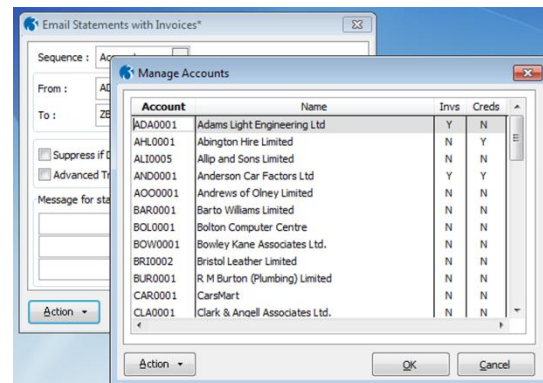 Email Statements with Invoices*
Sequence :
From :
To :
Suppress if
Advanced
Message for
Action
Manage Accounts
Account Name Invs Creds
ADA0001 Adams Light Engineering Ltd Y N
AHL0001 Abington Hire Limited N Y
ALI0005 Allip and Sons Limited N N
AND0001 Anderson Car Factors Ltd Y Y
AOO0001 Andrews of Olney Limited N N
BAR0001 Barto Williams Limited N N
BOL0001 Bolton Computer Centre N N
BOW0001 Bowley Kane Associates Ltd. N N
BRI0002 Bristol Leather Limited N N
BUR0001 R M Burton (Plumbing) Limited N N
CAR0001 CarsMart N N
CLA0001 Clark & Angell Associates Ltd. N N
Action OK Cancel